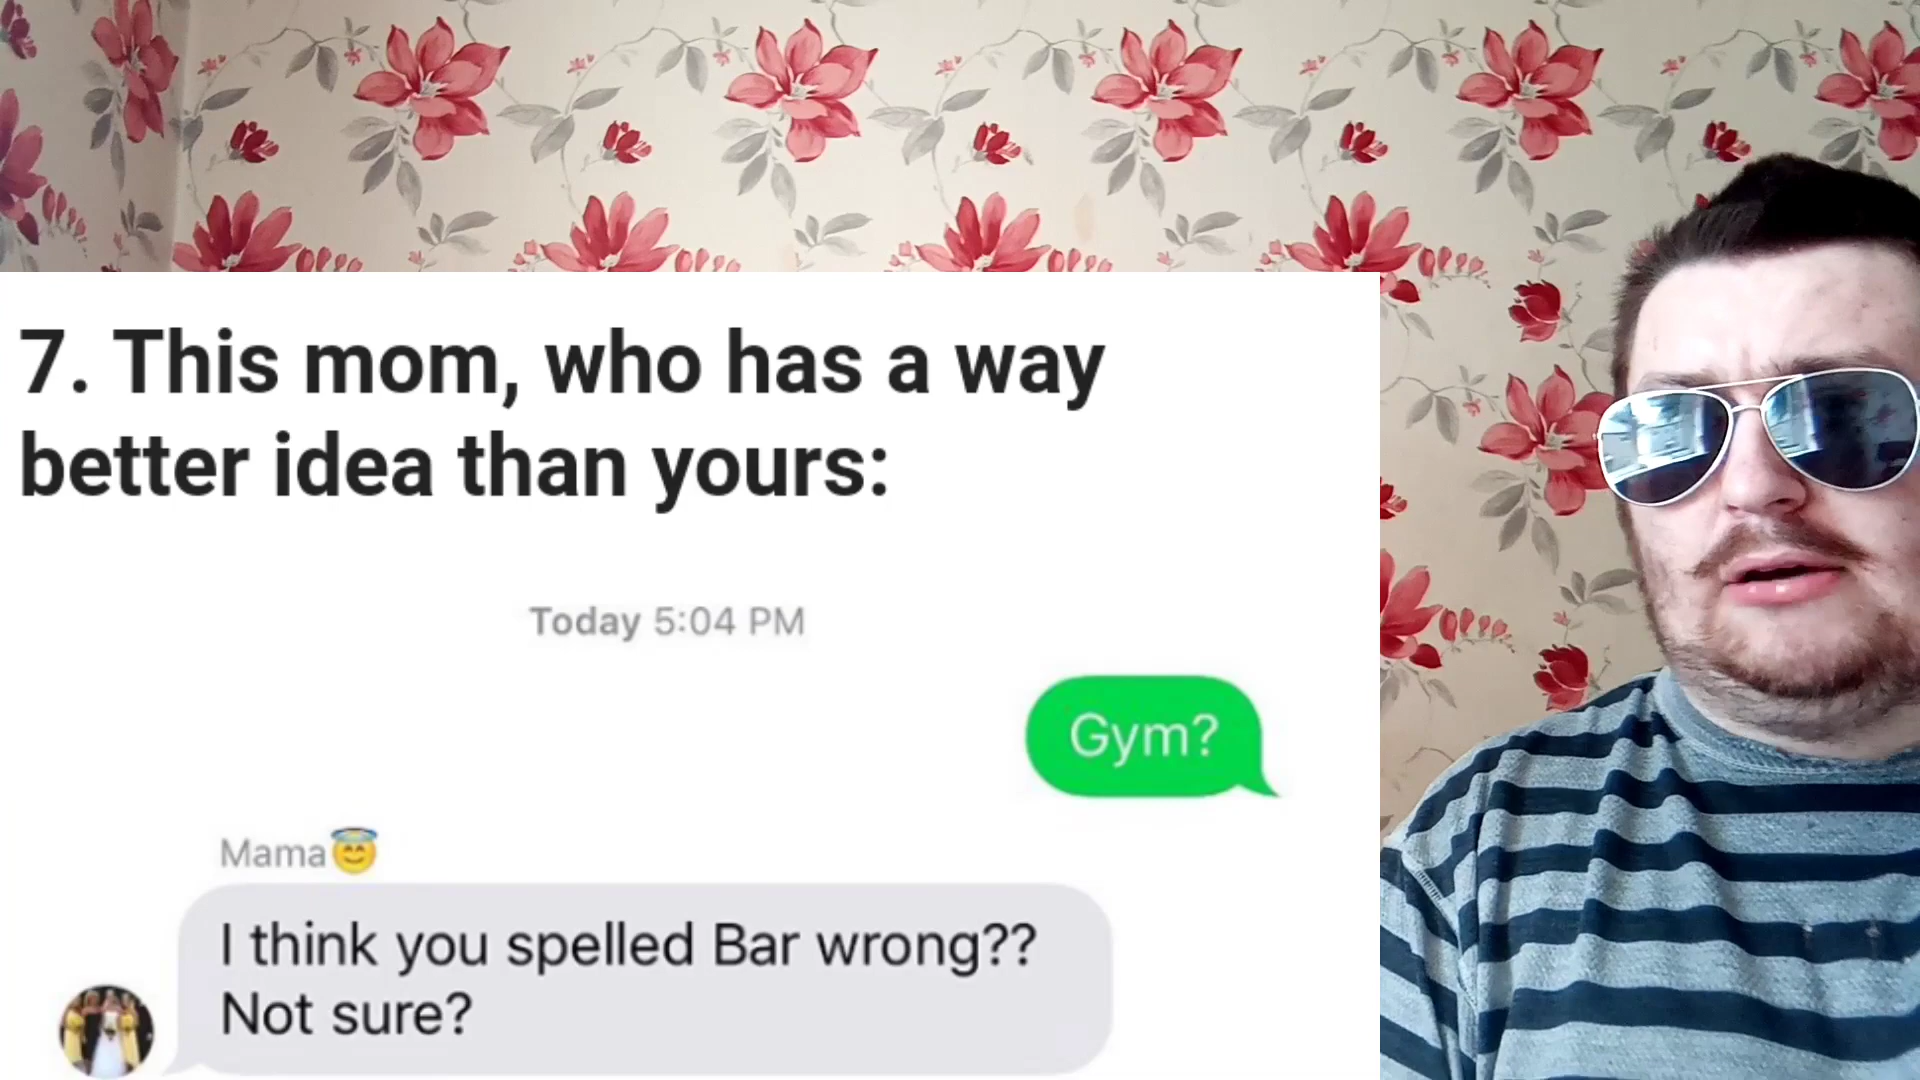 7. This mom, who has a way
better idea than yours:
Today 5:04 PM
Gym?
Mama😇
I think you spelled Bar wrong??
Not sure?